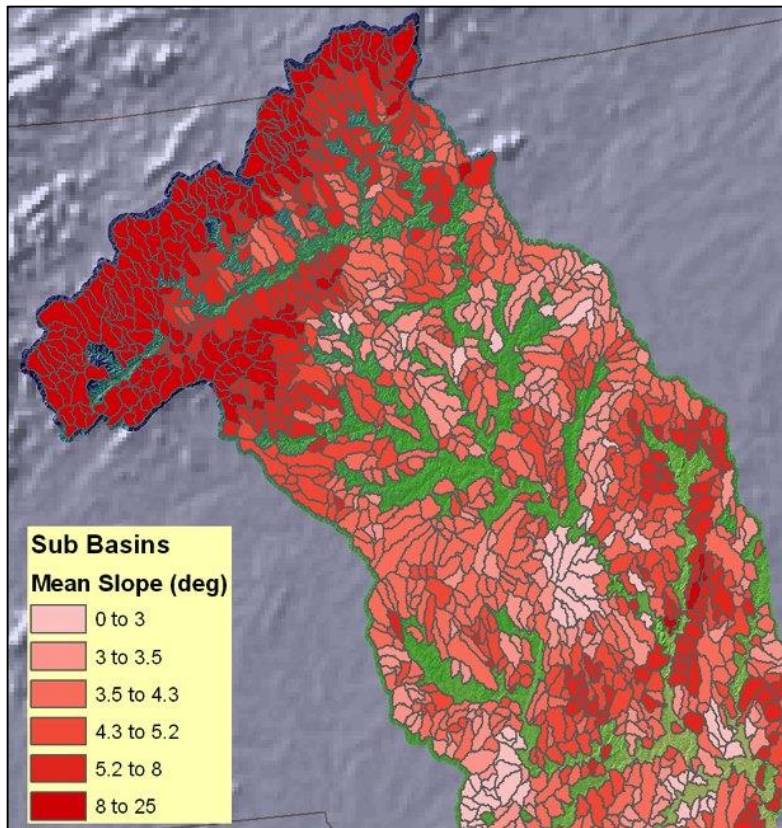 Sub Basins
Mean Slope (deg)
0 to 3
3 to 3.5
3.5 to 4.3
4.3 to 5.2
5.2 to 8
8 to 25